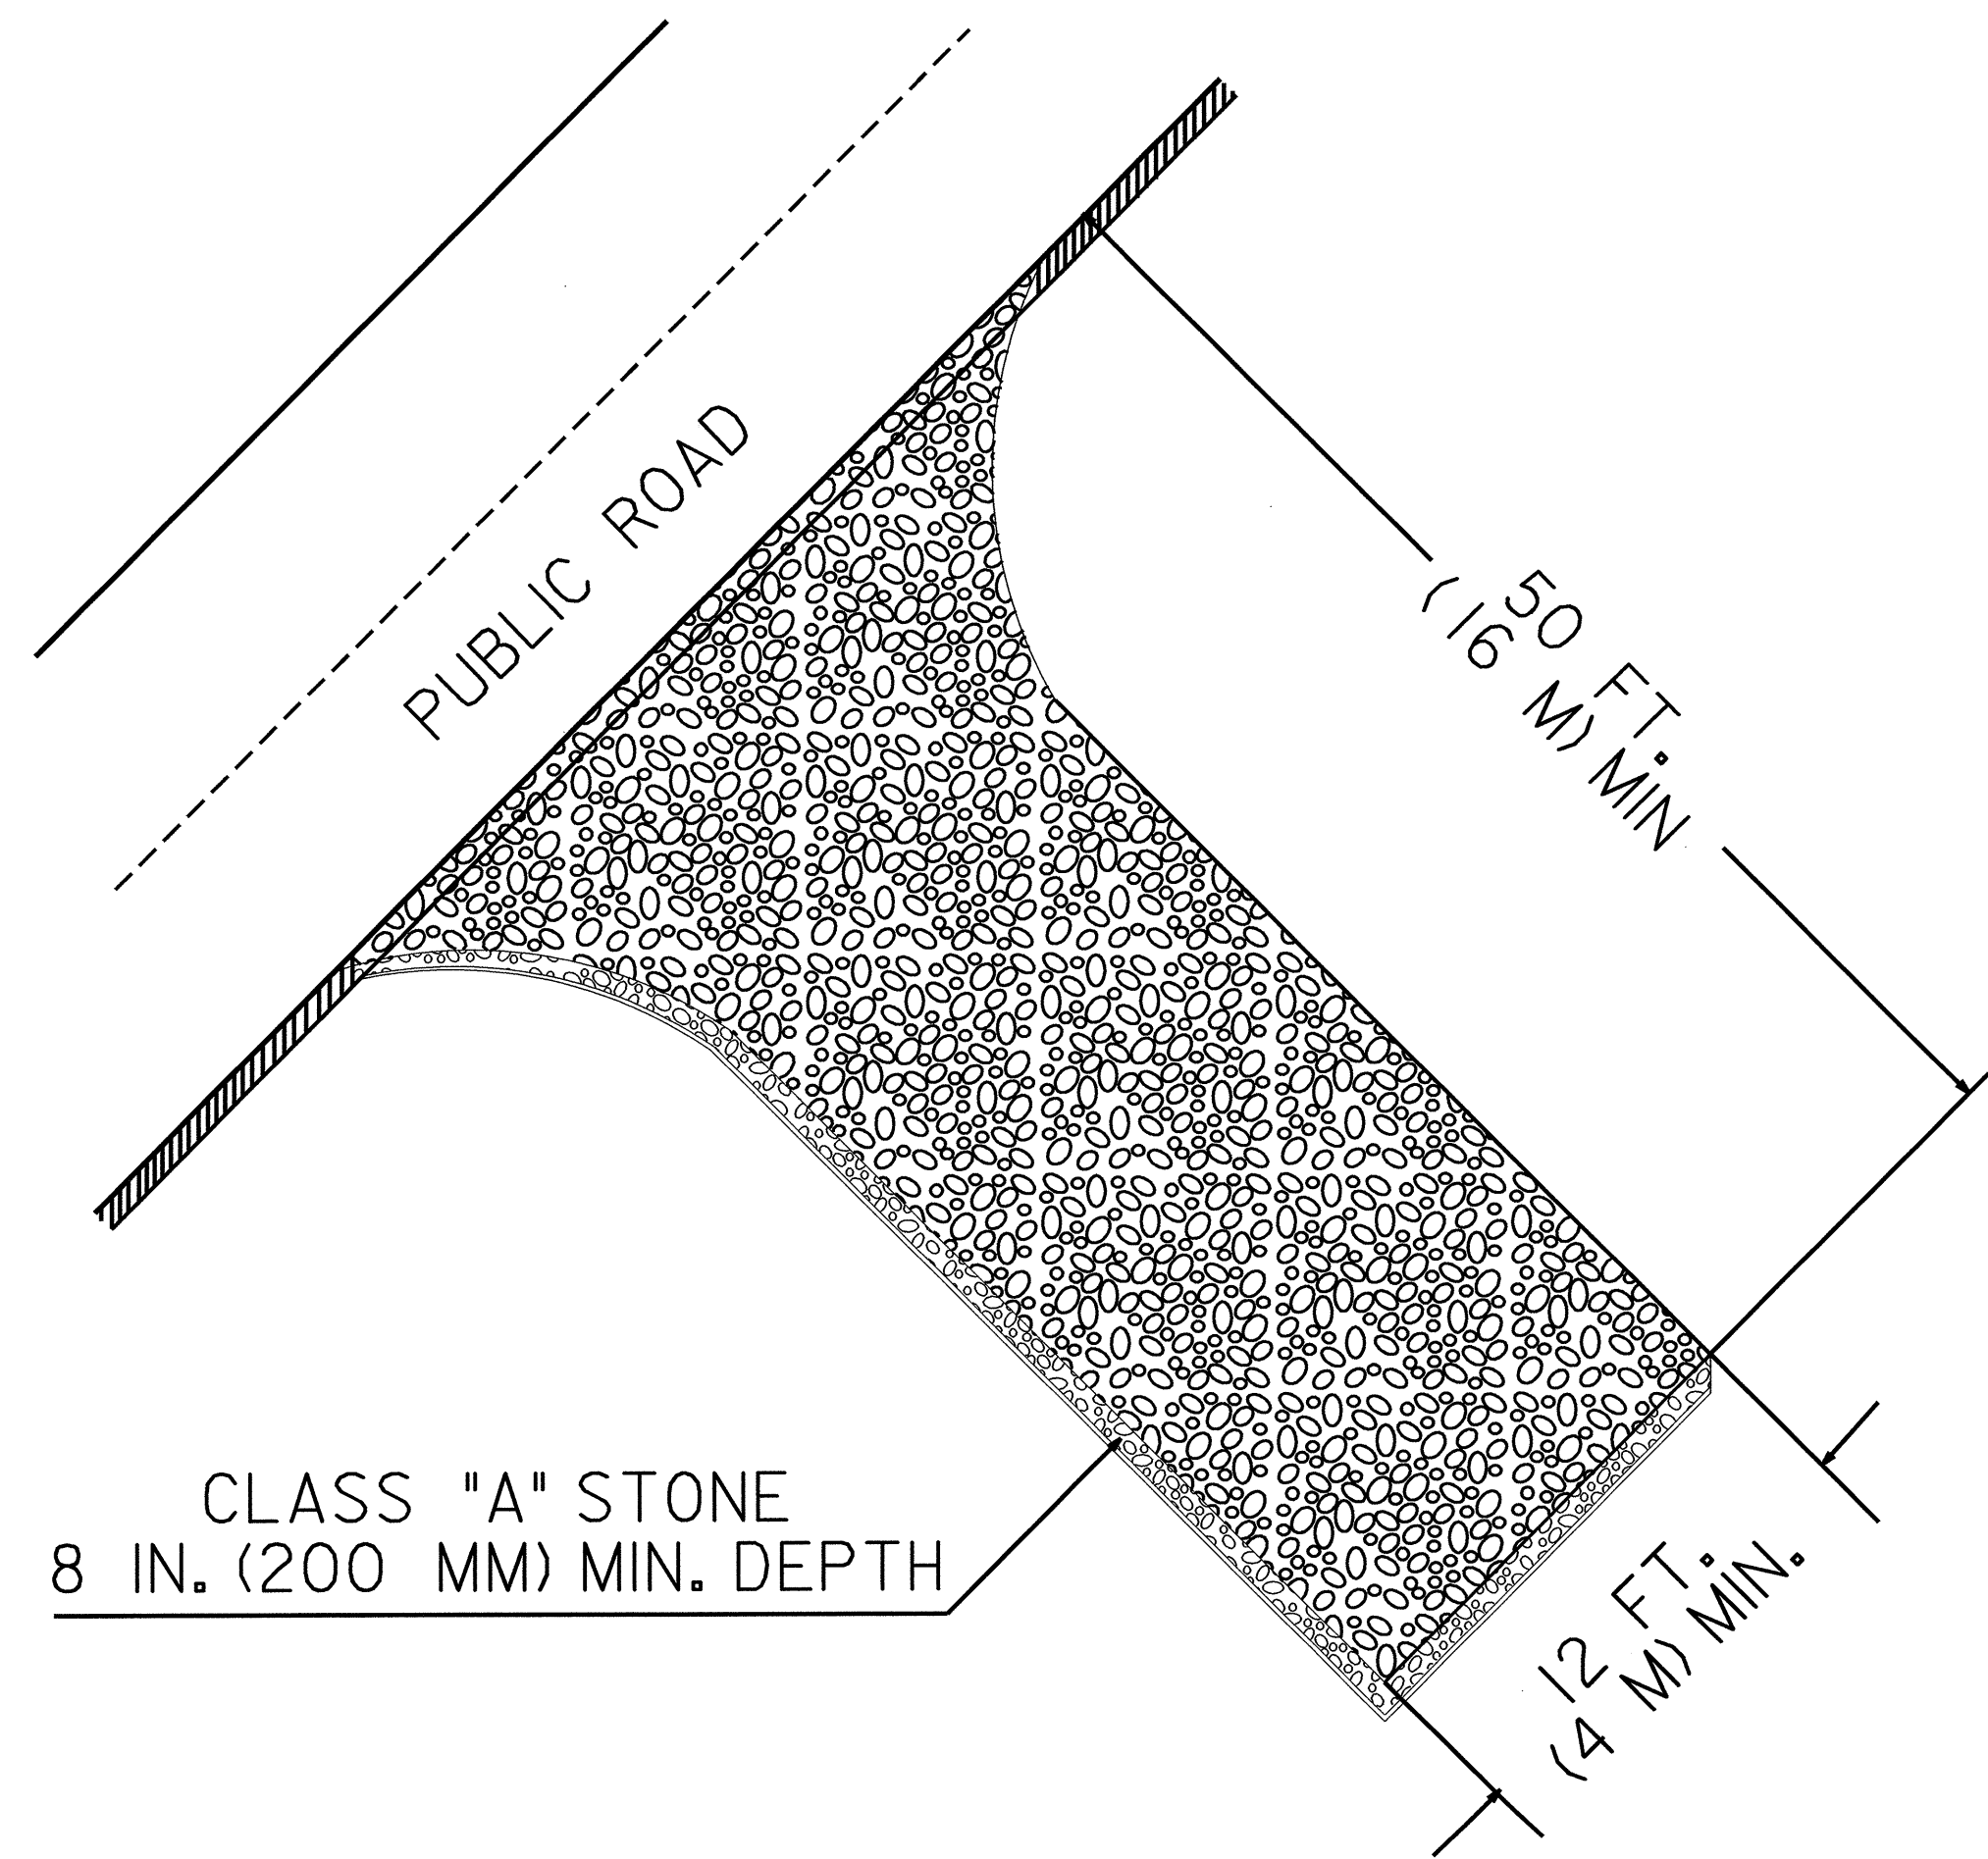 PUBLIC ROAD
50 FT.
(16 M) MIN
CLASS "A" STONE
8 IN. (200 MM) MIN. DEPTH
12 FT.
(4 M) MIN.